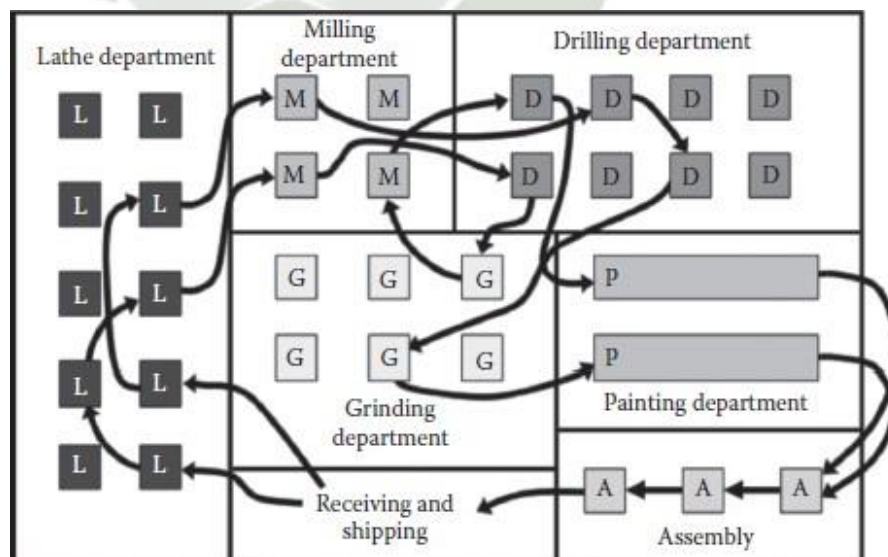 Lathe department
L L
L L
L L
L L
L L
Milling
department
M M
M M
Drilling department
D D D D
D D D D
G G G
G G G
Grinding
department
P
P
Painting department
Receiving and
shipping
A A A
Assembly